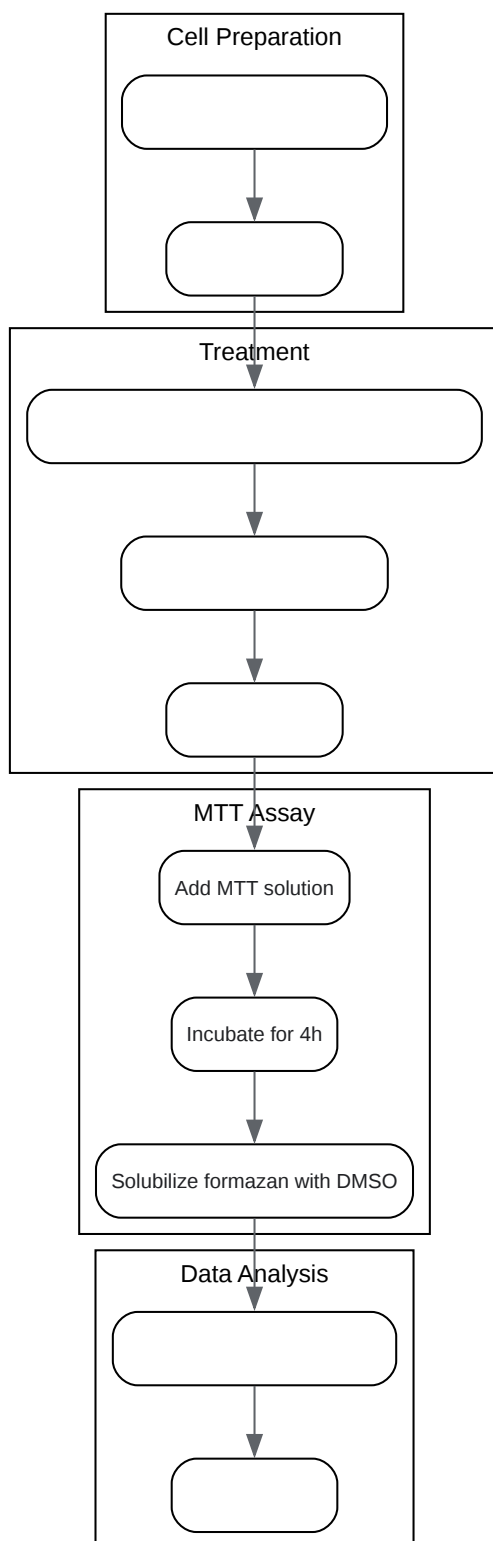 Cell Preparation
Treatment
MTT Assay
Add MTT solution
Incubate for 4h
Solubilize formazan with DMSO
Data Analysis